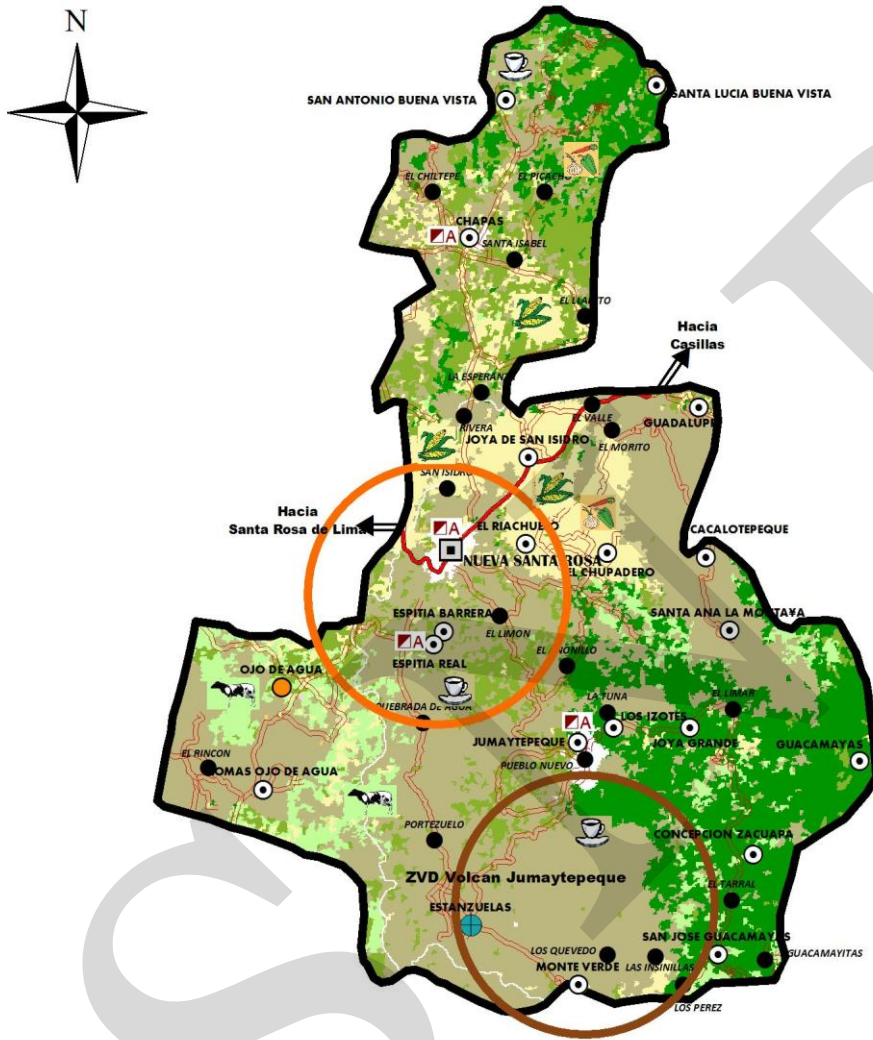 N
SANTA LUCIA BUENA VISTA
SAN ANTONIO BUENA VISTA
EL CHILTEPE
EL PICACHO
CHAPAS
A
SANTA ISABEL
EL LLANITO
Hacia
Casillas
LA ESPERANZA
EL VALLE
RIVERA
GUADALUPE
JOYA DE SAN ISIDRO
EL MORITO
SAN ISIDRO
Hacia
Santa Rosa de Lima
A
EL RIACHUELO
CACALOTEPEQUE
NUEVA SANTA ROSA
EL CHUPADERO
ESPITIA BARRERA
SANTA ANA LA MONTA¥A
EL LIMON
A
ESPITIA REAL
OJO DE AGUA
EL ANONILLO
LA TUNA
EL LIMAR
QUEBRADA DE AGUA
A
LOS IZOTES
JUMAYTEPEQUE
JOYA GRANDE
GUACAMAYAS
EL RINCON
PUEBLO NUEVO
LOMAS OJO DE AGUA
PORTEZUELO
CONCEPCION ZACUAPA
ZVD Volcan Jumaytepeque
EL TARRAL
ESTANZUELAS
SAN JOSE GUACAMAYAS
LOS QUEVEDO
LAS INSINILLAS
GUACAMAYITAS
MONTE VERDE
LOS PEREZ